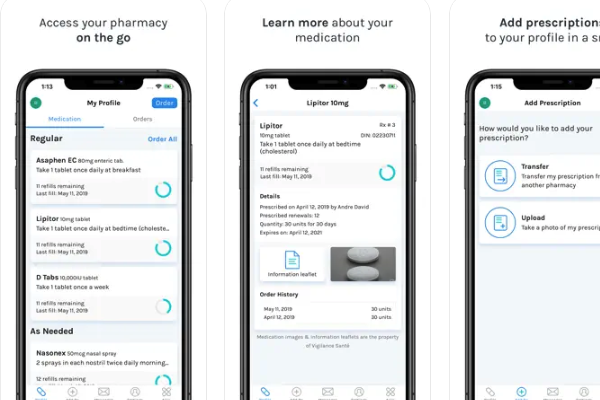 Access your pharmacy
on the go
1:13
My Profile
Order
Medication
Orders
Regular
Order All
Asaphen EC 80mg enteric tab.
Take 1 tablet once daily at breakfast
11 refills remaining
Last fill: May 11, 2019
Lipitor 10mg tablet
Take 1 tablet once daily at bedtime (choleste...
11 refills remaining
Last fill: May 11, 2019
D Tabs 10,000IU tablet
Take 1 tablet once a week
11 refills remaining
Last fill: May 11, 2019
As Needed
Nasonex 50mcg nasal spray
2 sprays in each nostril twice daily morning...
12 refills remaining
Learn more about your
medication
1:01
Lipitor 10mg
Lipitor
Rx # 3
10mg tablet
DIN: 02230711
Take 1 tablet once daily at bedtime
(cholesterol)
11 refills remaining
Last fill: May 11, 2019
Details
Prescribed on April 12, 2019 by Andre David
Prescribed renewals: 12
Quantity: 30 units for 30 days
Expires on: April 12, 2021
Information leaflet
Order History
May 11, 2019
30 units
April 12, 2019
30 units
Medication images & information leaflets are the property
of Vigilance Santé
Add prescriptions
to your profile in a s
1:15
Add Prescription
How would you like to add your
prescription?
Transfer
Transfer my prescription f
another pharmacy
Upload
Take a photo of my prescrip